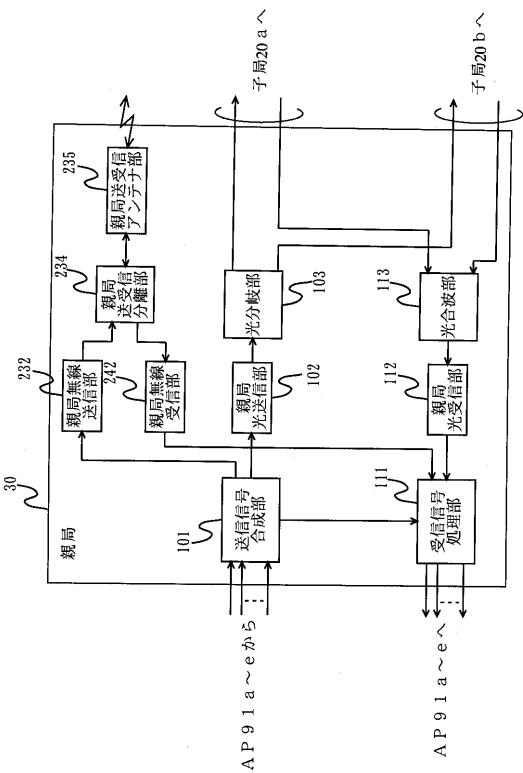 30
親局
101
送信信号
合成部
232
親局無線
送信部
242
親局無線
受信部
234
親局
送受信
分離部
235
親局送受信
アンテナ部
102
親局
光送信部
103
光分岐部
子局20aへ
111
受信信号
処理部
112
親局
光受信部
113
光合波部
子局20bへ
AP91a~eから
AP91a~eへ